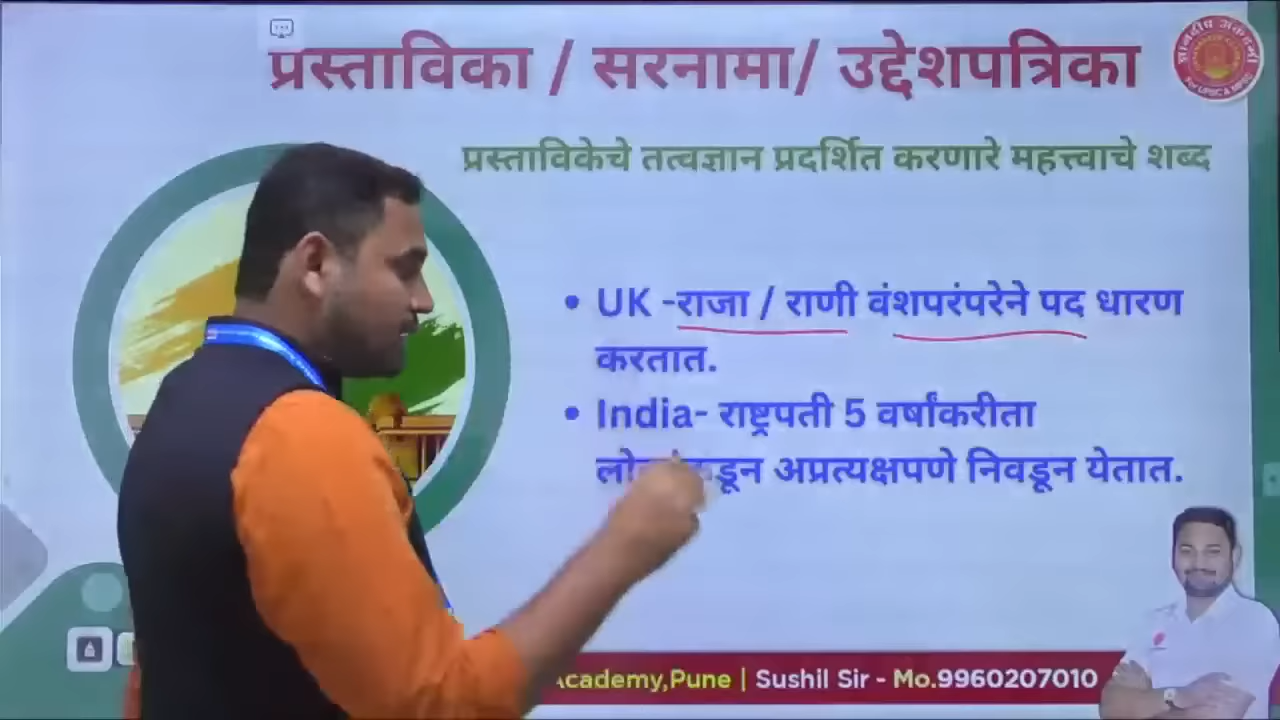 प्रस्ताविका / सरनामा/ उद्देशपत्रिका
प्रस्ताविकेचे तत्वज्ञान प्रदर्शित करणारे महत्त्वाचे शब्द
• UK -राजा / राणी वंशपरंपरेने पद धारण
करतात.
• India- राष्ट्रपती 5 वर्षांकरीता
अप्रत्यक्षपणे निवडून येतात.
Academy,Pune | Sushil Sir - Mo.9960207010